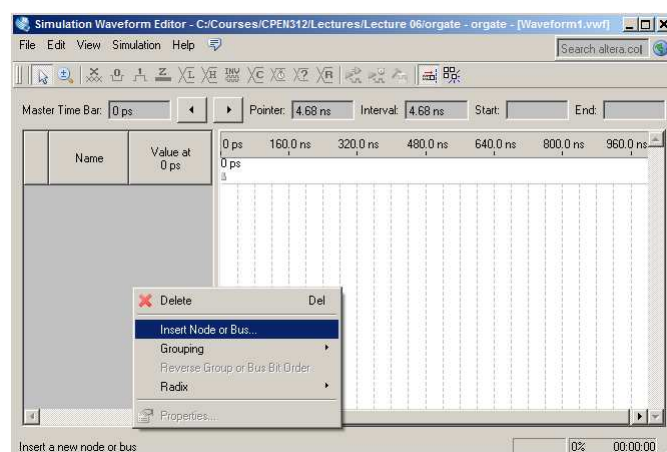 Simulation Waveform Editor - C:/Courses/CPEN312/Lectures/Lecture 06/orgate - orgate - [Waveform1.vwf]
File Edit View Simulation Help Search altera.co
Master Time Bar: 0 ps Pointer: 4.68 ns Interval: 4.68 ns Start: End:
Name Value at 0 ps 0 ps 160.0 ns 320.0 ns 480.0 ns 640.0 ns 800.0 ns 960.0 ns
0 ps
Delete Del
Insert Node or Bus...
Grouping
Reverse Group or Bus Bit Order
Radix
Properties...
Insert a new node or bus 0% 00:00:00